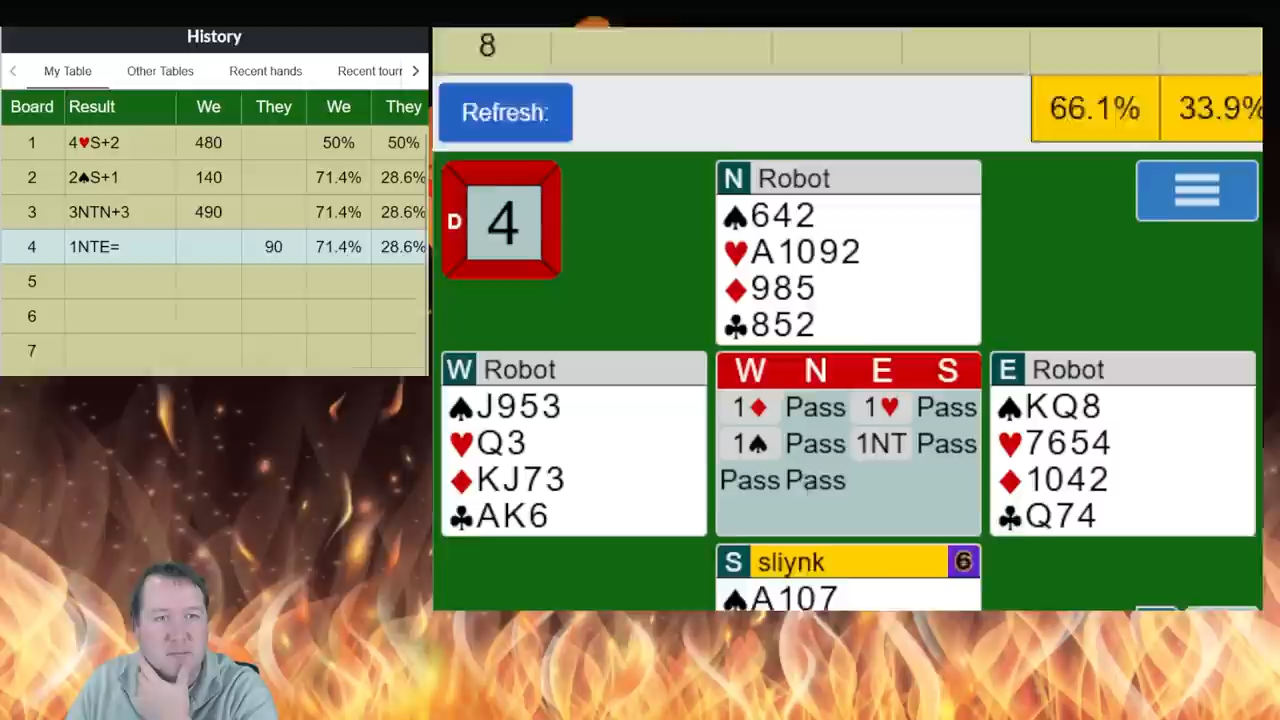 History
My Table Other Tables Recent hands Recent tourr
Board Result We They We They
1 4♥S+2 480 50% 50%
2 2♠S+1 140 71.4% 28.6%
3 3NTN+3 490 71.4% 28.6%
4 1NTE= 90 71.4% 28.6%
5
6
7
8
Refresh:
66.1% 33.9%
D 4
N Robot
♠642
♥A1092
♦985
♣852
W Robot
♠J953
♥Q3
♦KJ73
♣AK6
W N E S
1♦ Pass 1♥ Pass
1♠ Pass 1NT Pass
Pass Pass
E Robot
♠KQ8
♥7654
♦1042
♣Q74
S sliynk 6
♠A107